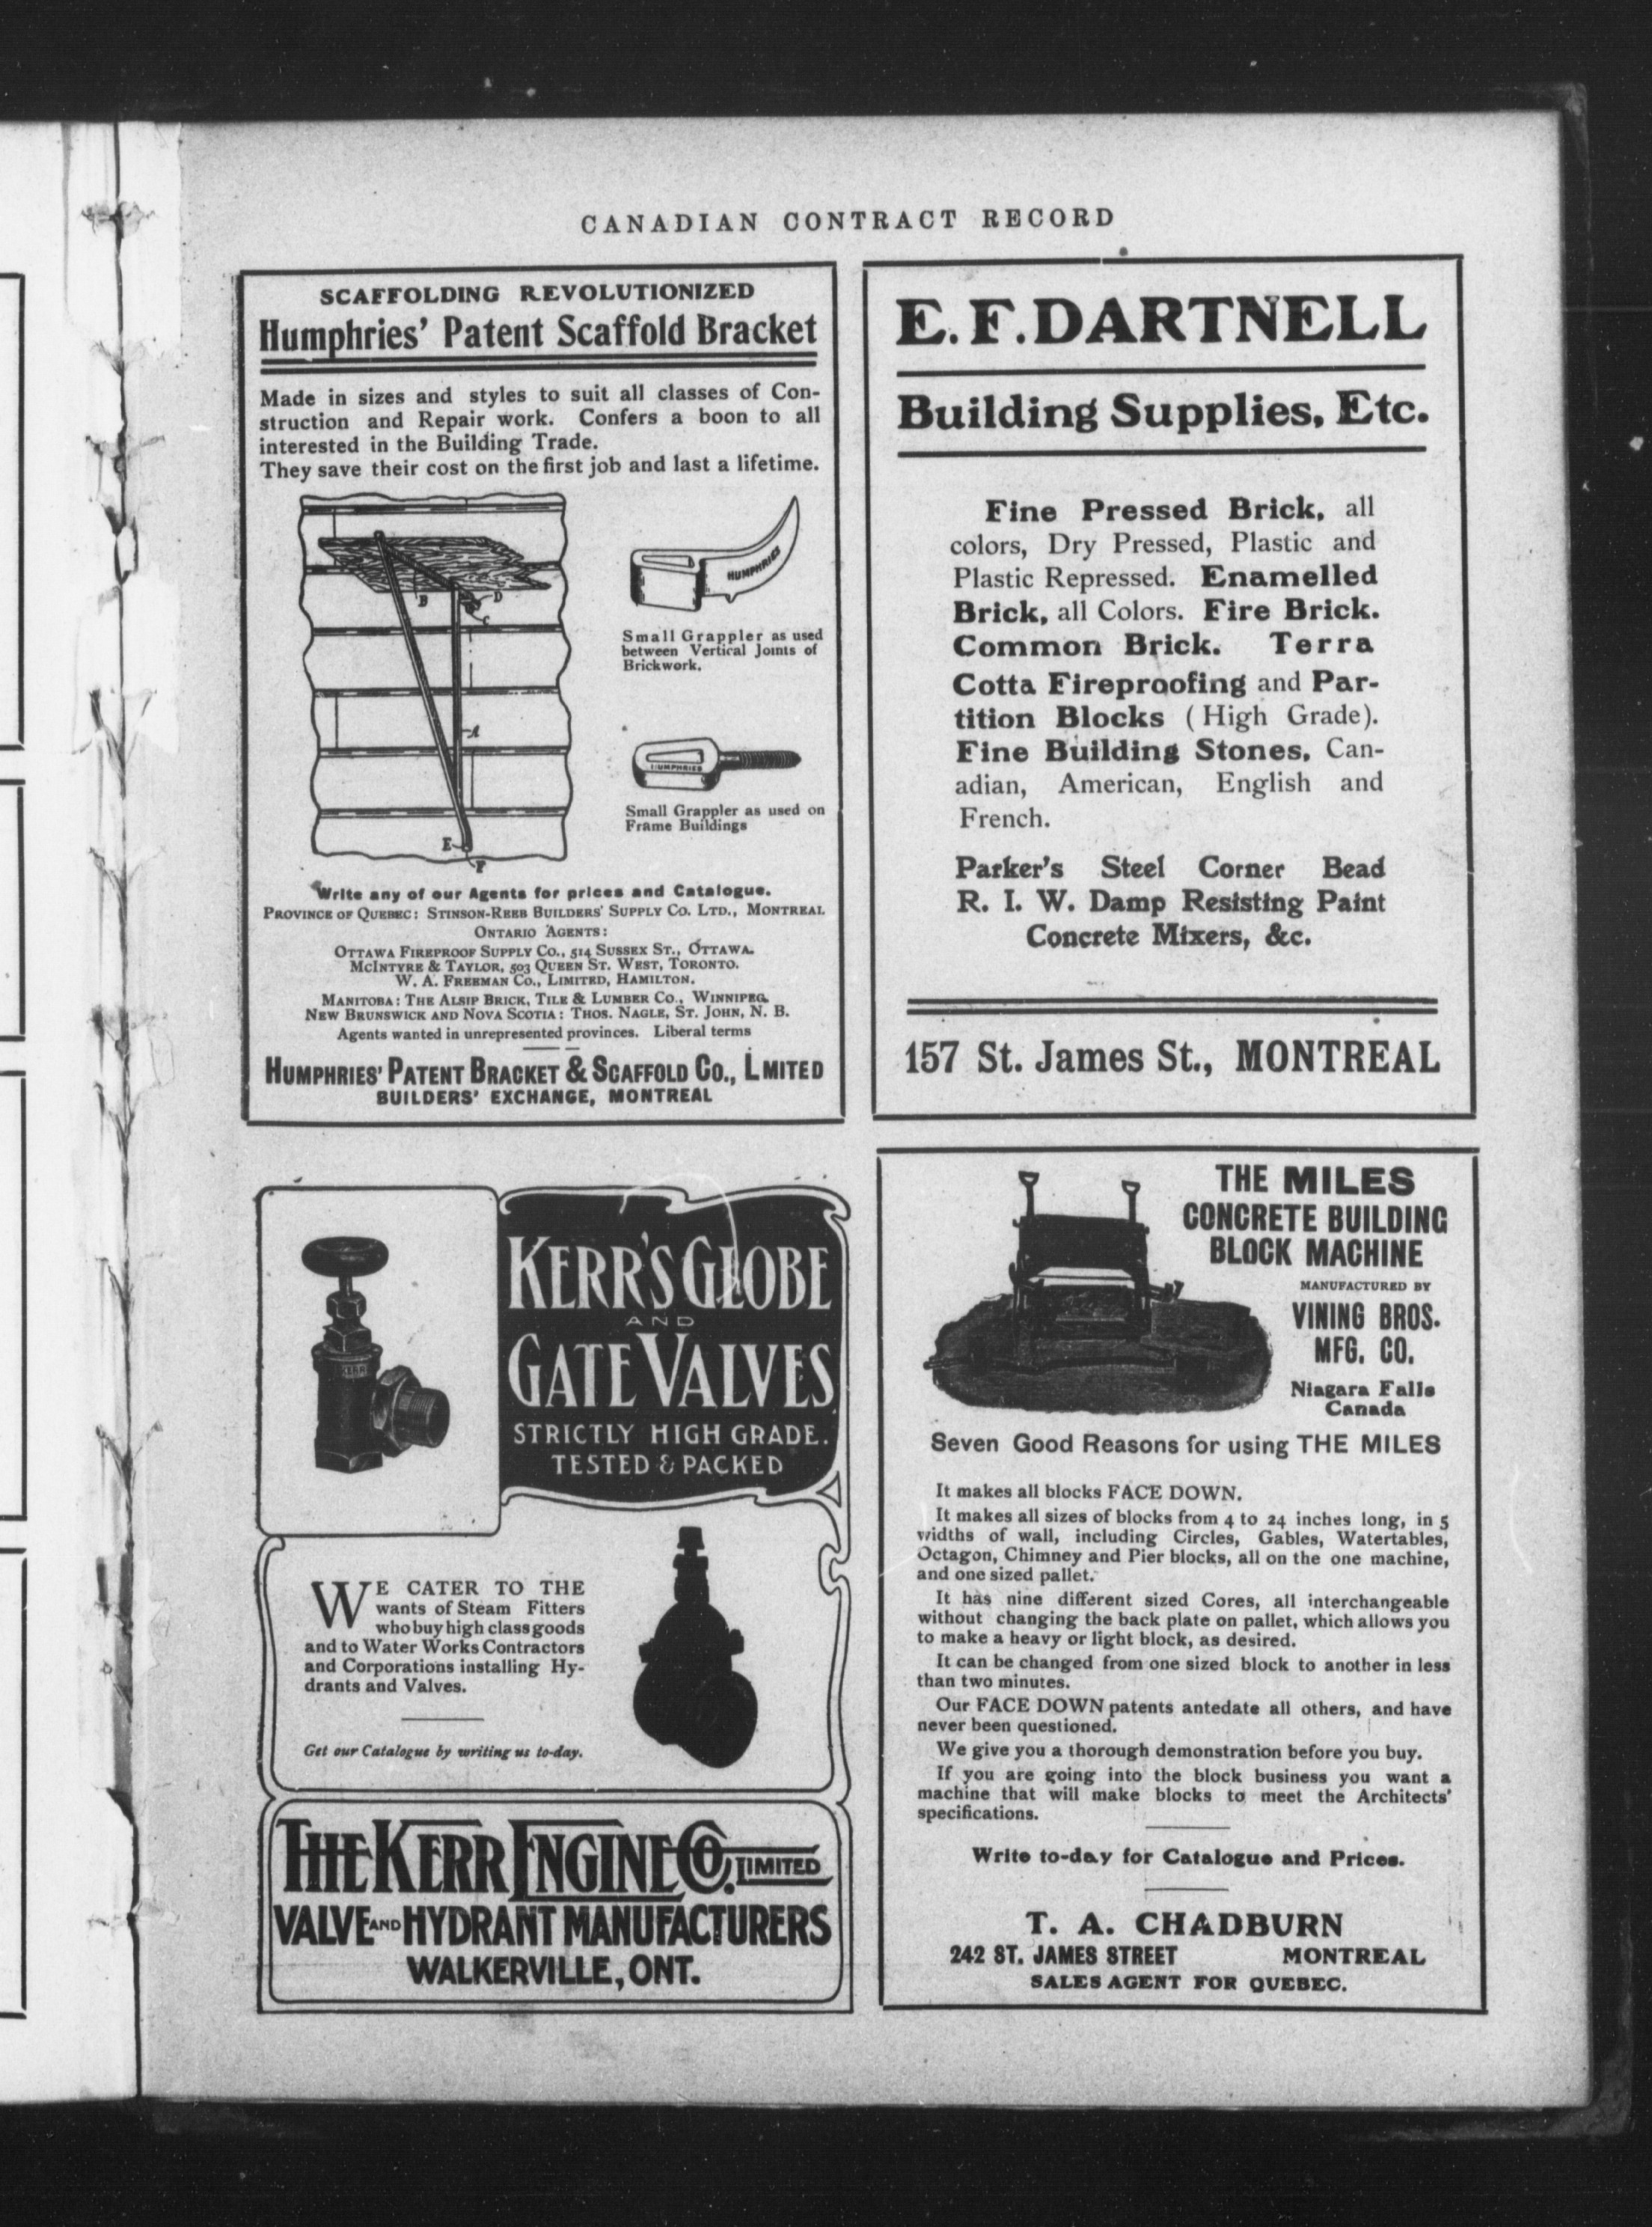 CANADIAN CONTRACT RECORD
SCAFFOLDING REVOLUTIONIZED
Humphries' Patent Scaffold Bracket
Made in sizes and styles to suit all classes of Con-
struction and Repair work. Confers a boon to all
interested in the Building Trade.
They save their cost on the first job and last a lifetime.
B
D
C
A
E
F
HUMPHRIES
Small Grappler as used
between Vertical Joints of
Brickwork.
HUMPHRIES
Small Grappler as used on
Frame Buildings
Write any of our Agents for prices and Catalogue.
PROVINCE OF QUEBEC: STINSON-REEB BUILDERS' SUPPLY CO. LTD., MONTREAL
ONTARIO AGENTS:
OTTAWA FIREPROOF SUPPLY CO., 514 SUSSEX ST., OTTAWA.
MCINTYRE & TAYLOR, 503 QUEEN ST. WEST, TORONTO.
W. A. FREEMAN CO., LIMITED, HAMILTON.
MANITOBA: THE ALSIP BRICK, TILE & LUMBER CO., WINNIPEG.
NEW BRUNSWICK AND NOVA SCOTIA: THOS. NAGLE, ST. JOHN, N. B.
Agents wanted in unrepresented provinces. Liberal terms
HUMPHRIES' PATENT BRACKET & SCAFFOLD CO., LMITED
BUILDERS' EXCHANGE, MONTREAL
E. F. DARTNELL
Building Supplies, Etc.
Fine Pressed Brick, all
colors, Dry Pressed, Plastic and
Plastic Repressed. Enamelled
Brick, all Colors. Fire Brick.
Common Brick. Terra
Cotta Fireproofing and Par-
tition Blocks (High Grade).
Fine Building Stones, Can-
adian, American, English and
French.
Parker's Steel Corner Bead
R. I. W. Damp Resisting Paint
Concrete Mixers, &c.
157 St. James St., MONTREAL
KERR
KERR'S GLOBE
AND
GATE VALVES
STRICTLY HIGH GRADE.
TESTED & PACKED
WE CATER TO THE
wants of Steam Fitters
who buy high class goods
and to Water Works Contractors
and Corporations installing Hy-
drants and Valves.
Get our Catalogue by writing us to-day.
THE KERR ENGINE CO. LIMITED
VALVE AND HYDRANT MANUFACTURERS
WALKERVILLE, ONT.
THE MILES
CONCRETE BUILDING
BLOCK MACHINE
MANUFACTURED BY
VINING BROS.
MFG. CO.
Niagara Falls
Canada
Seven Good Reasons for using THE MILES
It makes all blocks FACE DOWN.
It makes all sizes of blocks from 4 to 24 inches long, in 5
widths of wall, including Circles, Gables, Watertables,
Octagon, Chimney and Pier blocks, all on the one machine,
and one sized pallet.
It has nine different sized Cores, all interchangeable
without changing the back plate on pallet, which allows you
to make a heavy or light block, as desired.
It can be changed from one sized block to another in less
than two minutes.
Our FACE DOWN patents antedate all others, and have
never been questioned.
We give you a thorough demonstration before you buy.
If you are going into the block business you want a
machine that will make blocks to meet the Architects'
specifications.
Write to-day for Catalogue and Prices.
T. A. CHADBURN
242 ST. JAMES STREET MONTREAL
SALES AGENT FOR QUEBEC.